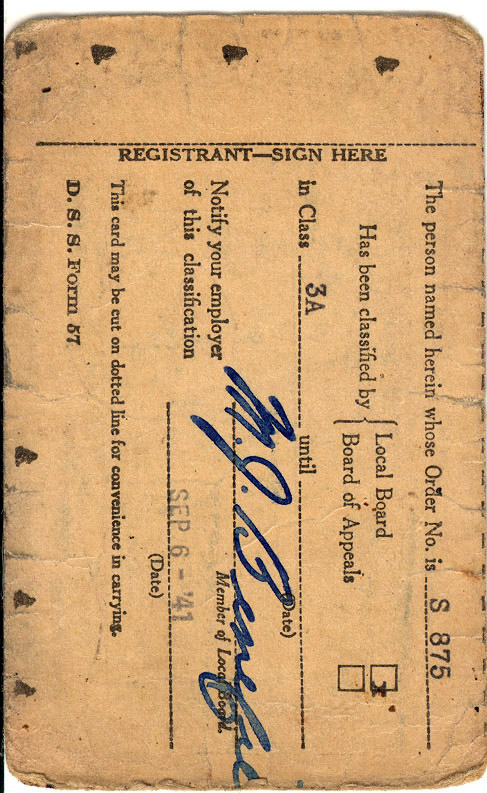 REGISTRANT—SIGN HERE
The person named herein whose Order No. is S 875
Has been classified by { Local Board x
Board of Appeals
in Class 3A until
(Date)
Notify your employer
of this classification
Member of Local Board.
SEP 6 - '41
(Date)
This card may be cut on dotted line for convenience in carrying.
D. S. S. Form 57